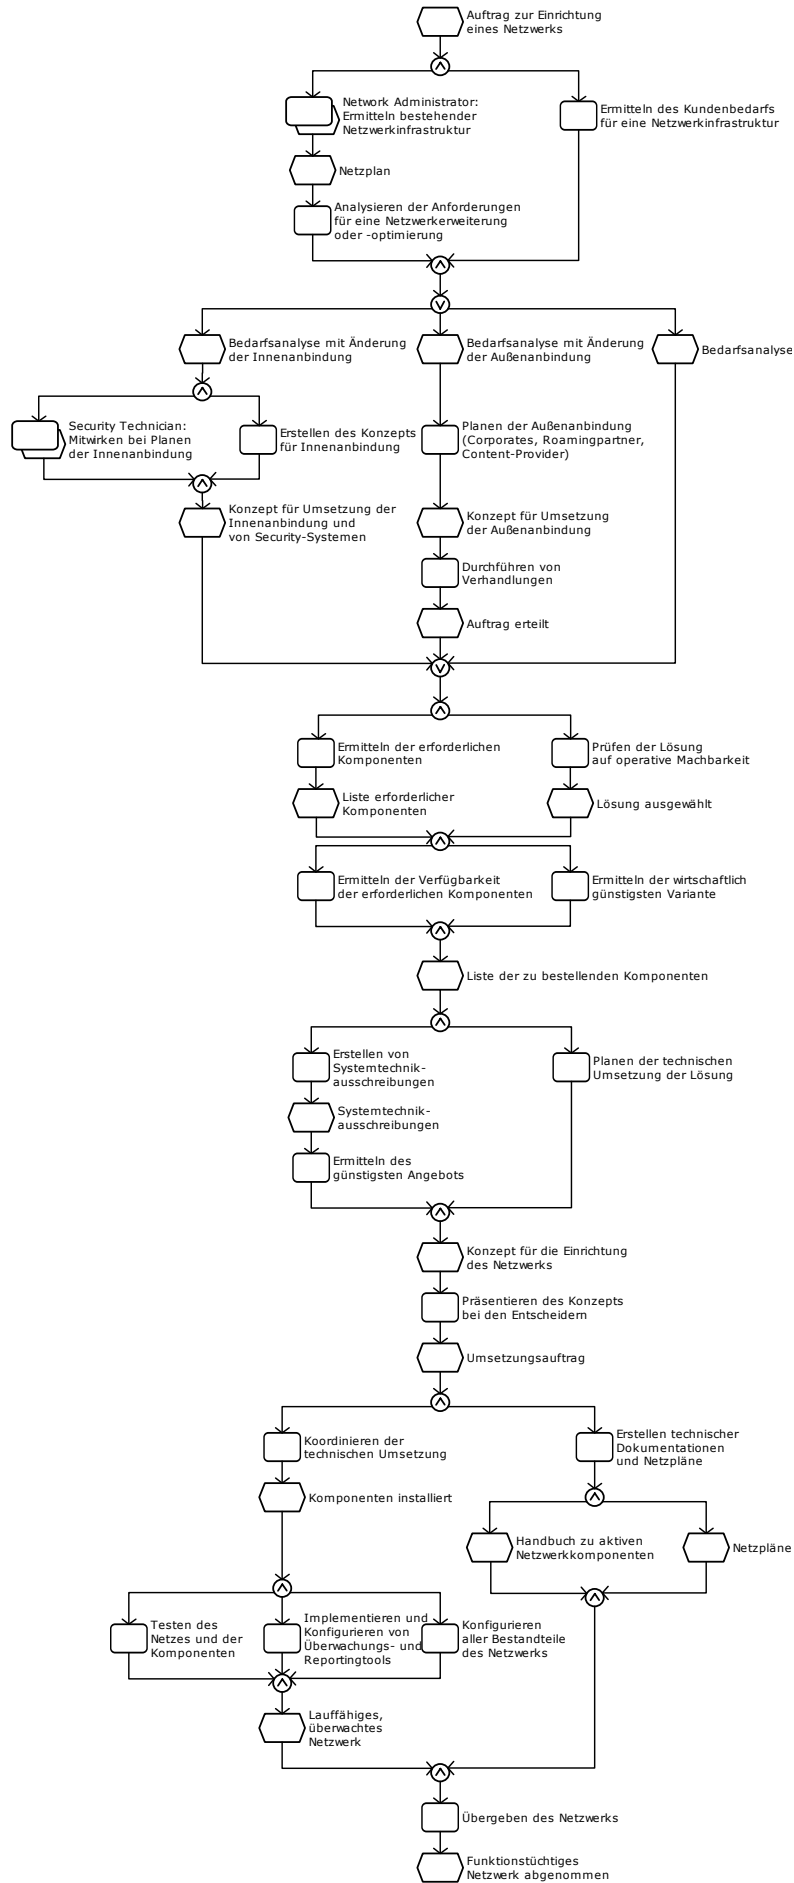 Auftrag zur Einrichtung
eines Netzwerks
Network Administrator:
Ermitteln bestehender
Netzwerkinfrastruktur
Ermitteln des Kundenbedarfs
für eine Netzwerkinfrastruktur
Netzplan
Analysieren der Anforderungen
für eine Netzwerkerweiterung
oder -optimierung
Bedarfsanalyse mit Änderung
der Innenanbindung
Bedarfsanalyse mit Änderung
der Außenanbindung
Bedarfsanalyse
Security Technician:
Mitwirken bei Planen
der Innenanbindung
Erstellen des Konzepts
für Innenanbindung
Planen der Außenanbindung
(Corporates, Roamingpartner,
Content-Provider)
Konzept für Umsetzung der
Innenanbindung und
von Security-Systemen
Konzept für Umsetzung
der Außenanbindung
Durchführen von
Verhandlungen
Auftrag erteilt
Ermitteln der erforderlichen
Komponenten
Prüfen der Lösung
auf operative Machbarkeit
Liste erforderlicher
Komponenten
Lösung ausgewählt
Ermitteln der Verfügbarkeit
der erforderlichen Komponenten
Ermitteln der wirtschaftlich
günstigsten Variante
Liste der zu bestellenden Komponenten
Erstellen von
Systemtechnik-
ausschreibungen
Planen der technischen
Umsetzung der Lösung
Systemtechnik-
ausschreibungen
Ermitteln des
günstigsten Angebots
Konzept für die Einrichtung
des Netzwerks
Präsentieren des Konzepts
bei den Entscheidern
Umsetzungsauftrag
Koordinieren der
technischen Umsetzung
Erstellen technischer
Dokumentationen
und Netzpläne
Komponenten installiert
Handbuch zu aktiven
Netzwerkkomponenten
Netzpläne
Testen des
Netzes und der
Komponenten
Implementieren und
Konfigurieren von
Überwachungs- und
Reportingtools
Konfigurieren
aller Bestandteile
des Netzwerks
Lauffähiges,
überwachtes
Netzwerk
Übergeben des Netzwerks
Funktionstüchtiges
Netzwerk abgenommen